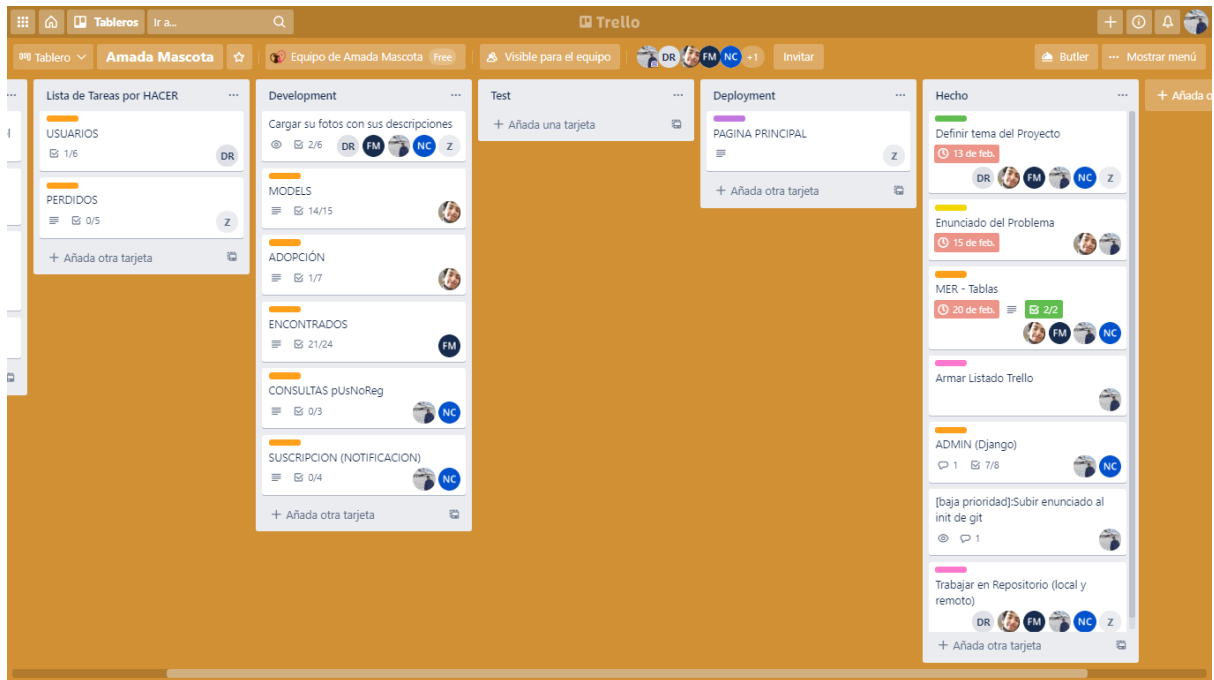 Tableros
Ir a...
Trello
Tablero
Amada Mascota
Equipo de Amada Mascota Free
Visible para el equipo
DR FM NC +1
Invitar
Butler
... Mostrar menú
Lista de Tareas por HACER
USUARIOS
1/6
DR
PERDIDOS
0/5
Z
+ Añada otra tarjeta
Development
Cargar su fotos con sus descripciones
2/6 DR FM NC Z
MODELS
14/15
ADOPCIÓN
1/7
ENCONTRADOS
21/24
FM
CONSULTAS pUsNoReg
0/3
NC
SUSCRIPCION (NOTIFICACION)
0/4
NC
+ Añada otra tarjeta
Test
+ Añada una tarjeta
Deployment
PAGINA PRINCIPAL
Z
+ Añada otra tarjeta
Hecho
Definir tema del Proyecto
13 de feb.
DR FM NC Z
Enunciado del Problema
15 de feb.
MER - Tablas
20 de feb. 2/2
FM NC
Armar Listado Trello
ADMIN (Django)
1 7/8
NC
[baja prioridad]:Subir enunciado al
init de git
1
Trabajar en Repositorio (local y
remoto)
DR FM NC Z
+ Añada otra tarjeta
+ Añada o